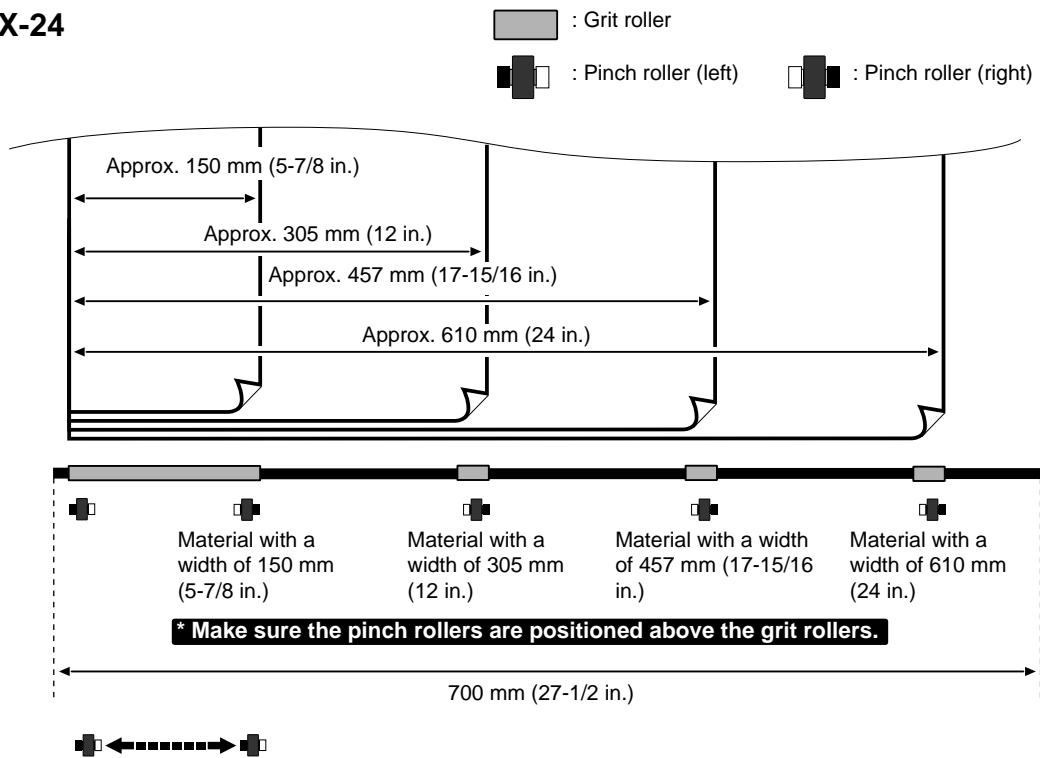 X-24
: Grit roller
: Pinch roller (left)
: Pinch roller (right)
Approx. 150 mm (5-7/8 in.)
Approx. 305 mm (12 in.)
Approx. 457 mm (17-15/16 in.)
Approx. 610 mm (24 in.)
Material with a
width of 150 mm
(5-7/8 in.)
Material with a
width of 305 mm
(12 in.)
Material with a width
of 457 mm (17-15/16
in.)
Material with a
width of 610 mm
(24 in.)
* Make sure the pinch rollers are positioned above the grit rollers.
700 mm (27-1/2 in.)